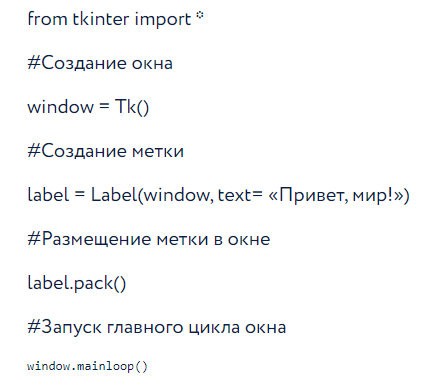 from tkinter import *
#Создание окна
window = Tk()
#Создание метки
label = Label(window, text= «Привет, мир!»)
#Размещение метки в окне
label.pack()
#Запуск главного цикла окна
window.mainloop()